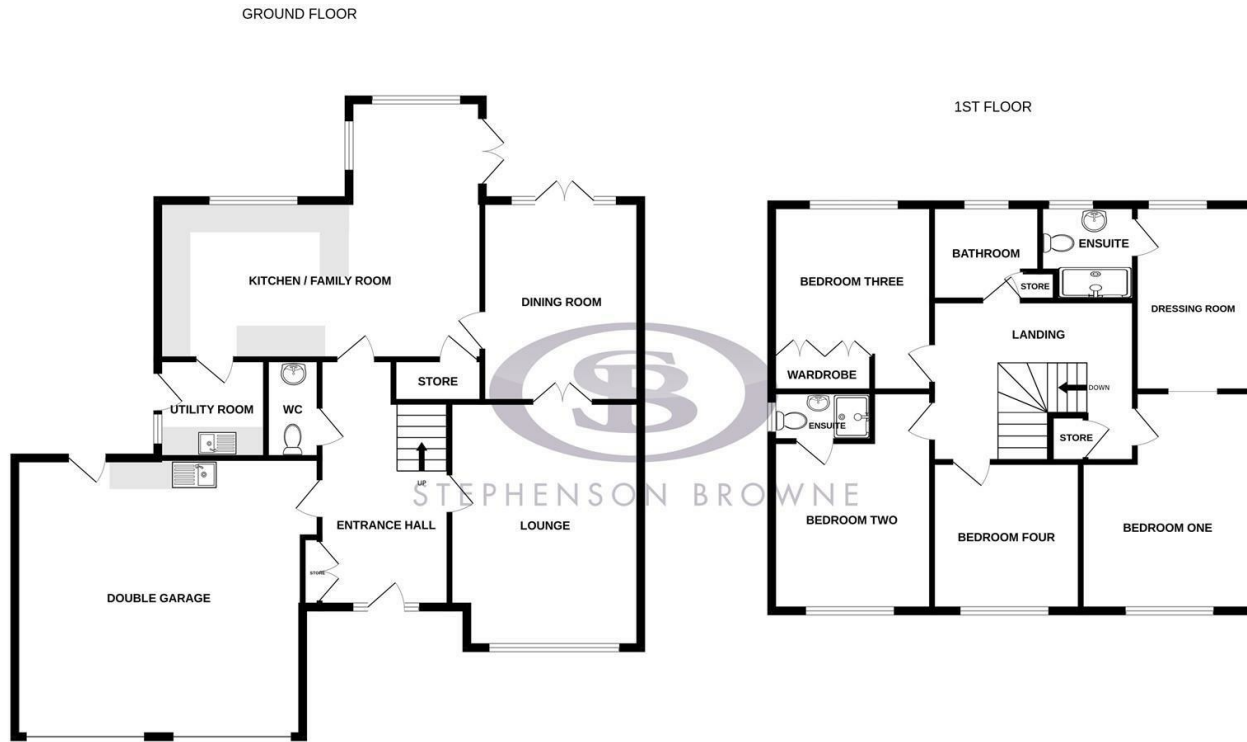 GROUND FLOOR
KITCHEN / FAMILY ROOM
DINING ROOM
STORE
UTILITY ROOM
WC
UP
ENTRANCE HALL
LOUNGE
STORE
DOUBLE GARAGE
1ST FLOOR
BATHROOM
ENSUITE
STORE
BEDROOM THREE
DRESSING ROOM
LANDING
WARDROBE
DOWN
ENSUITE
STORE
BEDROOM TWO
BEDROOM FOUR
BEDROOM ONE
SB
STEPHENSON BROWNE